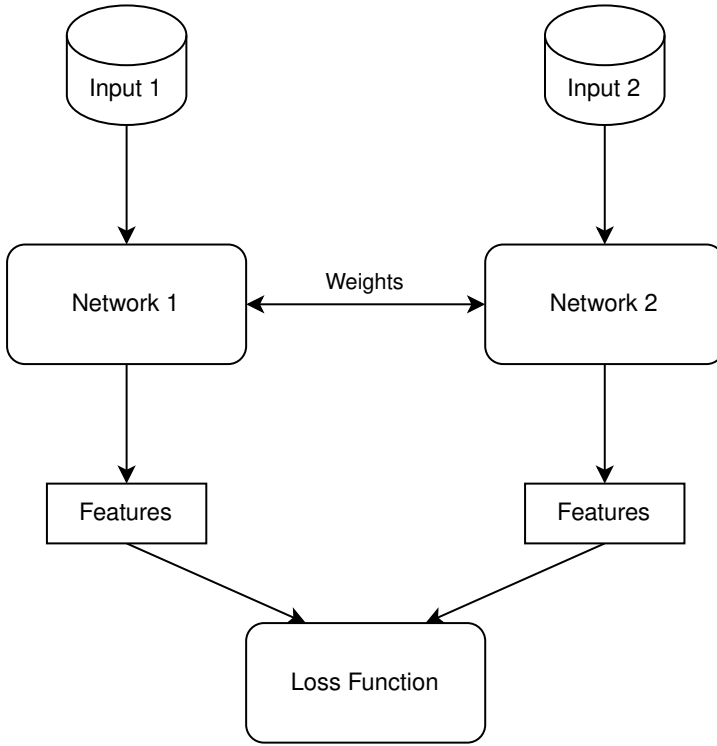 Input 1
Input 2
Weights
Network 1
Network 2
Features
Features
Loss Function